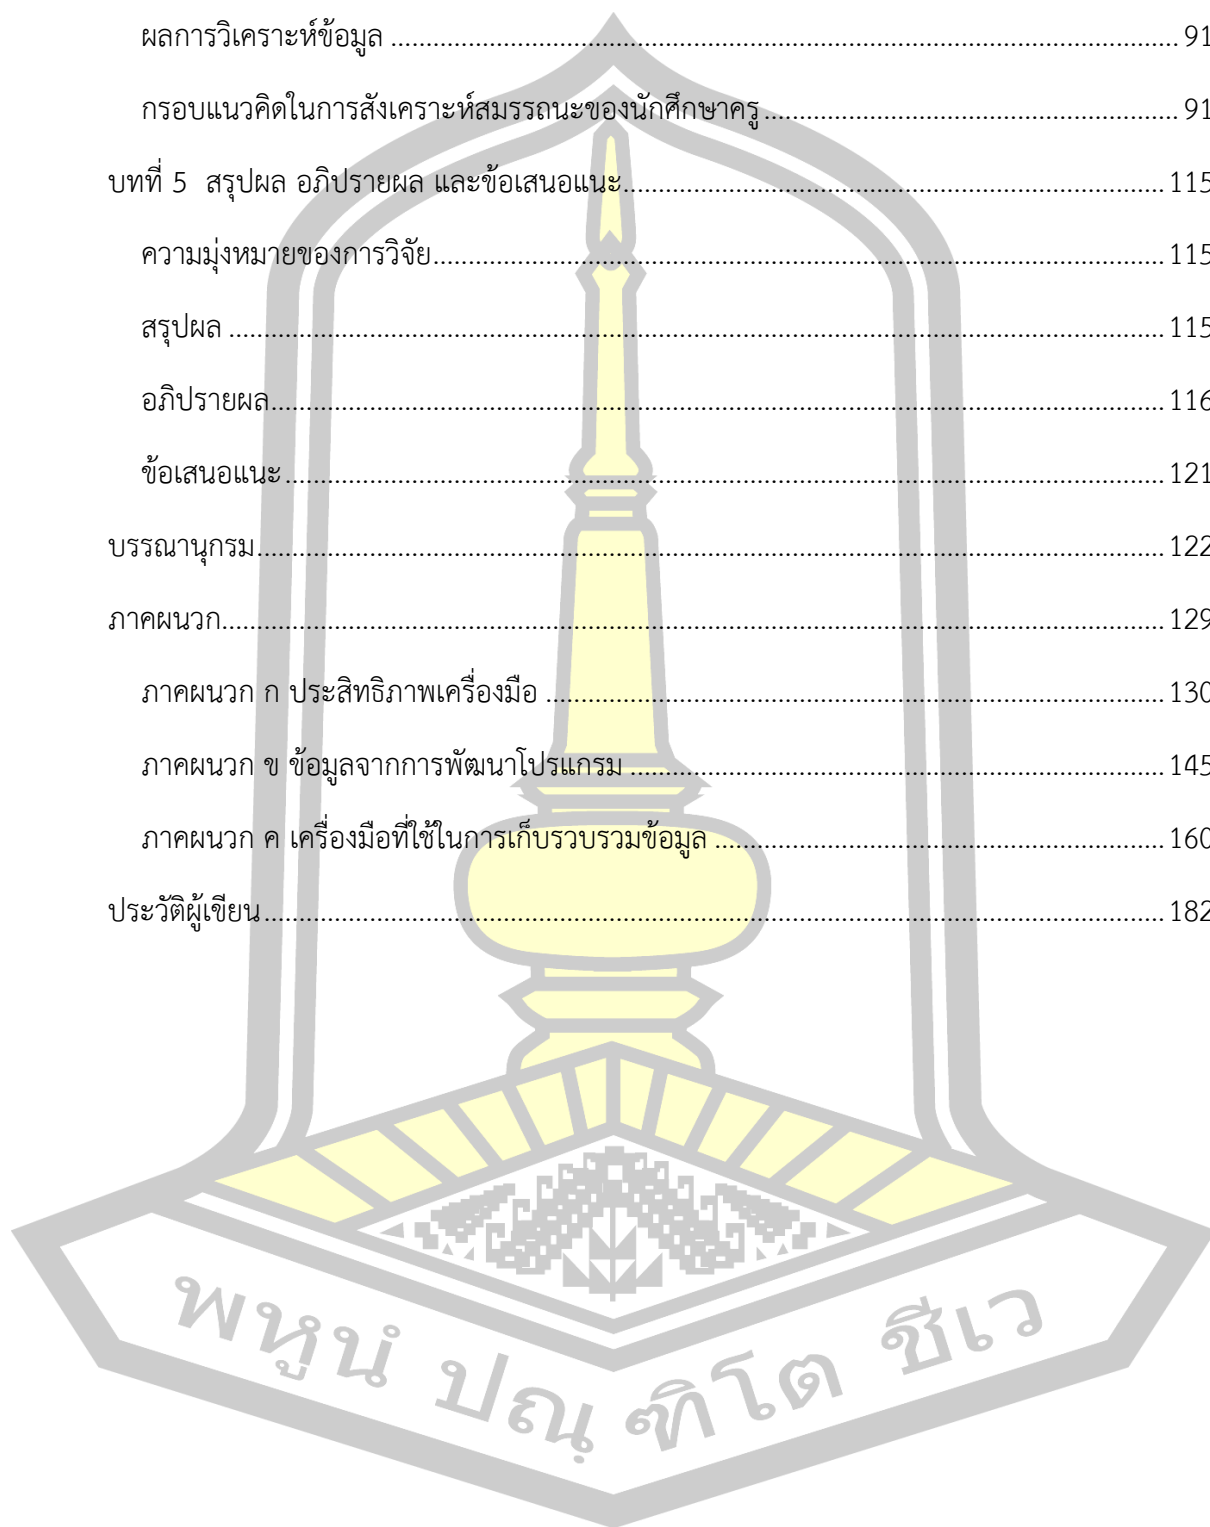 ผลการวิเคราะห์ข้อมูล ........................................................................................................ 91
กรอบแนวคิดในการสังเคราะห์สมรรถนะของนักศึกษาครู ...................................................... 91
บทที่ 5 สรุปผล อภิปรายผล และข้อเสนอแนะ ...................................................................... 115
ความมุ่งหมายของการวิจัย ................................................................................................ 115
สรุปผล ........................................................................................................................... 115
อภิปรายผล ..................................................................................................................... 116
ข้อเสนอแนะ ................................................................................................................... 121
บรรณานุกรม ...................................................................................................................... 122
ภาคผนวก ........................................................................................................................... 129
ภาคผนวก ก ประสิทธิภาพเครื่องมือ ................................................................................. 130
ภาคผนวก ข ข้อมูลจากการพัฒนาโปรแกรม ...................................................................... 145
ภาคผนวก ค เครื่องมือที่ใช้ในการเก็บรวบรวมข้อมูล ........................................................... 160
ประวัติผู้เขียน ..................................................................................................................... 182
พหูนํ ปณฺ ฑิโต ชีเว